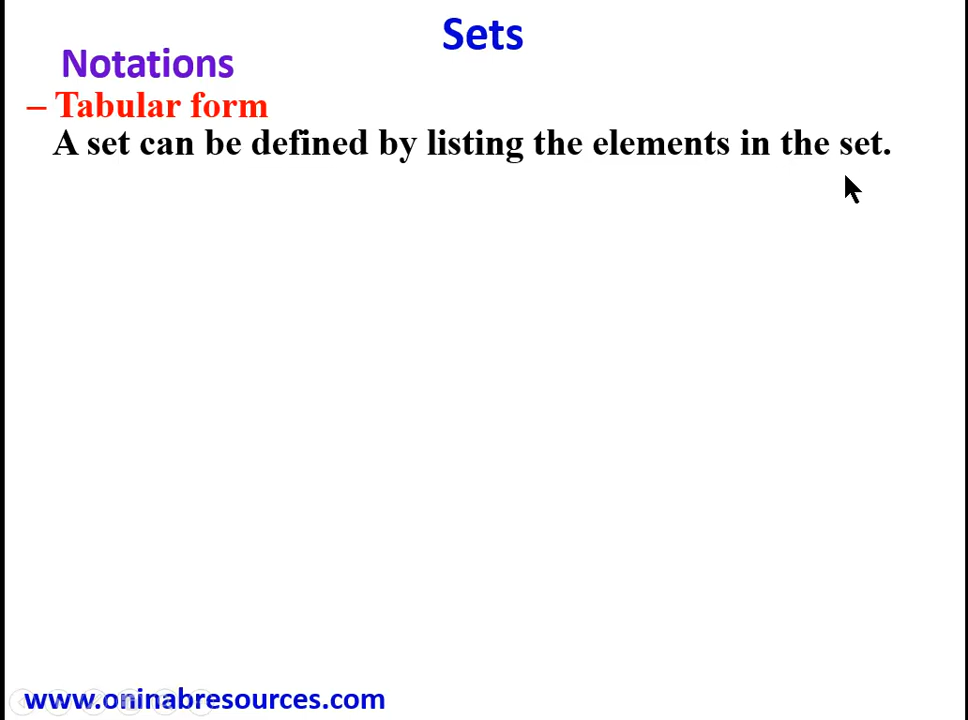 Sets
Notations
– Tabular form
A set can be defined by listing the elements in the set.
www.oninabresources.com